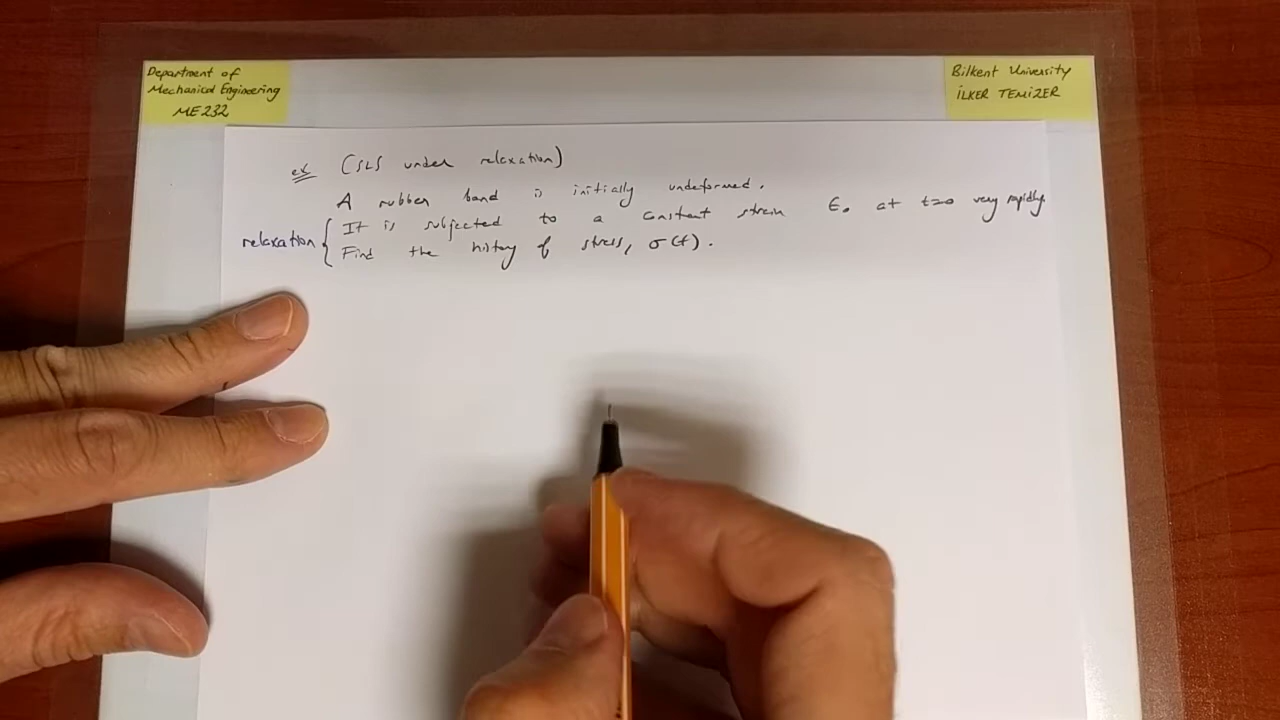 Department of
Mechanical Engineering
ME232
Bilkent University
İLKER TEMİZER
ex (SLS under relaxation)
A rubber band is initially undeformed.
It is subjected to a constant strain ε₀ at t=0 very rapidly.
relaxation { Find the history of stress, σ(t).